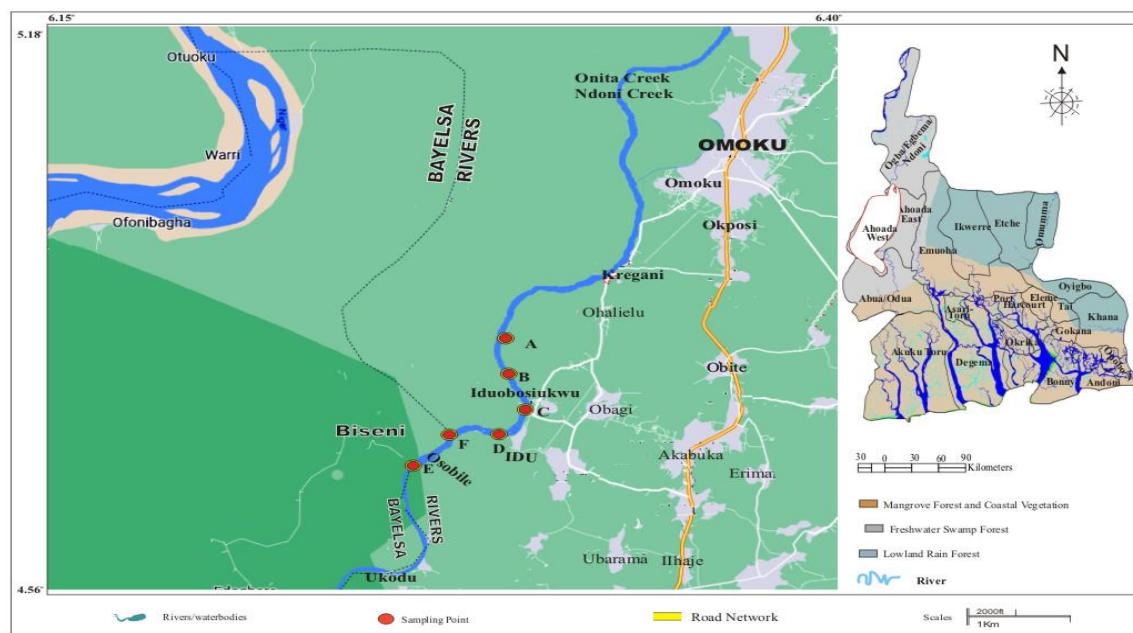 6.15"
6.40"
5.18'
Otuoku
Onita Creek
Ndoni Creek
BAYELSA
RIVERS
Warri
OMOKU
Omoku
Ofonibagha
Okposi
Kregani
Ohalielu
A
B
Obite
Iduobosiukwu
C
Obagi
Biseni
F
D
IDU
E
Osobile
Akabuka
Erima
BAYELSA
RIVERS
Ubarama
Ukodu
4.56"
N
Ogba/Egbema/
Ndoni
Ahoada
East
Ahoada
West
Ikwerre
Etche
Omumma
Emuoha
Abua/Odua
Oyigbo
Port
Harcourt
Eleme
Tai
Khana
Asari-
Toru
Gokana
Okrika
Akuku Toru
Degema
Bonny
Andoni
30 0 30 60 90
Kilometers
Mangrove Forest and Coastal Vegetation
Freshwater Swamp Forest
Lowland Rain Forest
River
Rivers/waterbodies
Sampling Point
Road Network
Scales
2000ft
1Km